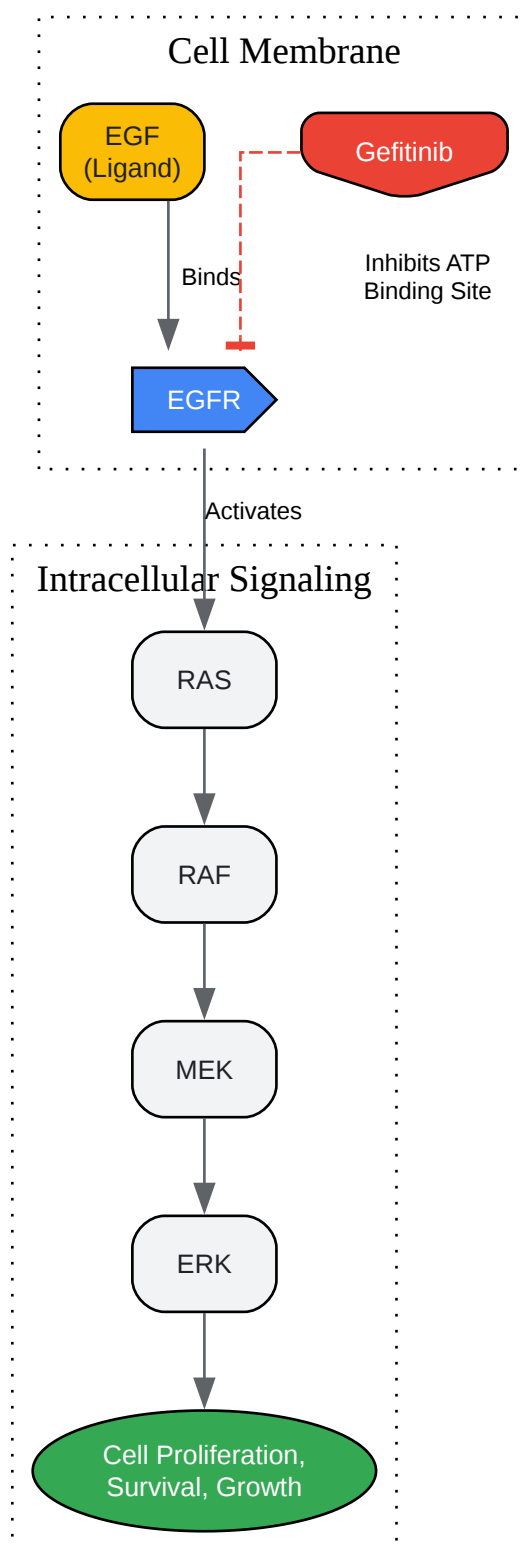 Cell Membrane
EGF
(Ligand)
Gefitinib
Binds
Inhibits ATP
Binding Site
EGFR
Activates
Intracellular Signaling
RAS
RAF
MEK
ERK
Cell Proliferation,
Survival, Growth